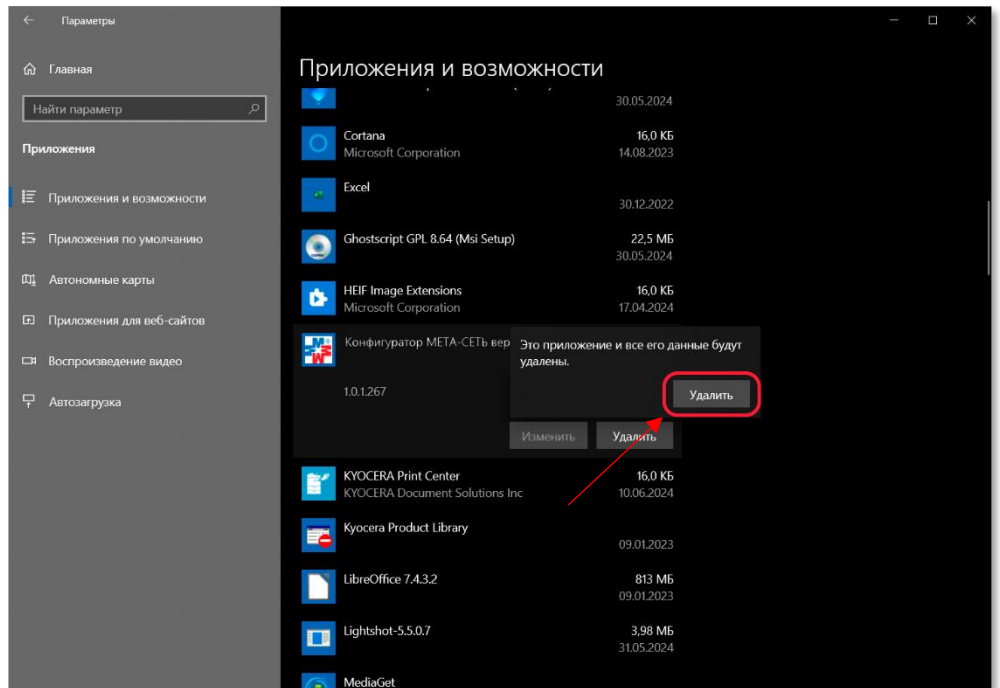 Параметры
Главная
Найти параметр
Приложения
Приложения и возможности
Приложения по умолчанию
Автономные карты
Приложения для веб-сайтов
Воспроизведение видео
Автозагрузка
Приложения и возможности
30.05.2024
Cortana 16,0 КБ
Microsoft Corporation 14.08.2023
Excel
30.12.2022
Ghostscript GPL 8.64 (Msi Setup) 22,5 МБ
30.05.2024
HEIF Image Extensions 16,0 КБ
Microsoft Corporation 17.04.2024
Конфигуратор МЕТА-СЕТЬ вер
Это приложение и все его данные будут
удалены.
1.0.1.267
Удалить
Изменить Удалить
KYOCERA Print Center 16,0 КБ
KYOCERA Document Solutions Inc 10.06.2024
Kyocera Product Library
09.01.2023
LibreOffice 7.4.3.2 813 МБ
09.01.2023
Lightshot-5.5.0.7 3,98 МБ
31.05.2024
MediaGet